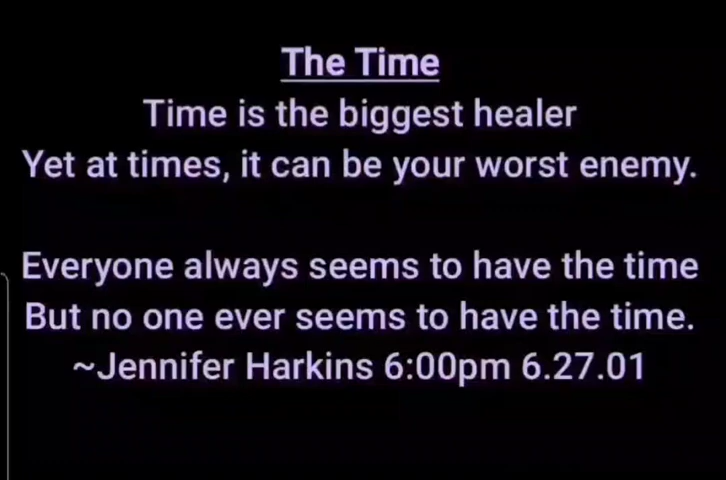 The Time
Time is the biggest healer
Yet at times, it can be your worst enemy.
Everyone always seems to have the time
But no one ever seems to have the time.
~Jennifer Harkins 6:00pm 6.27.01